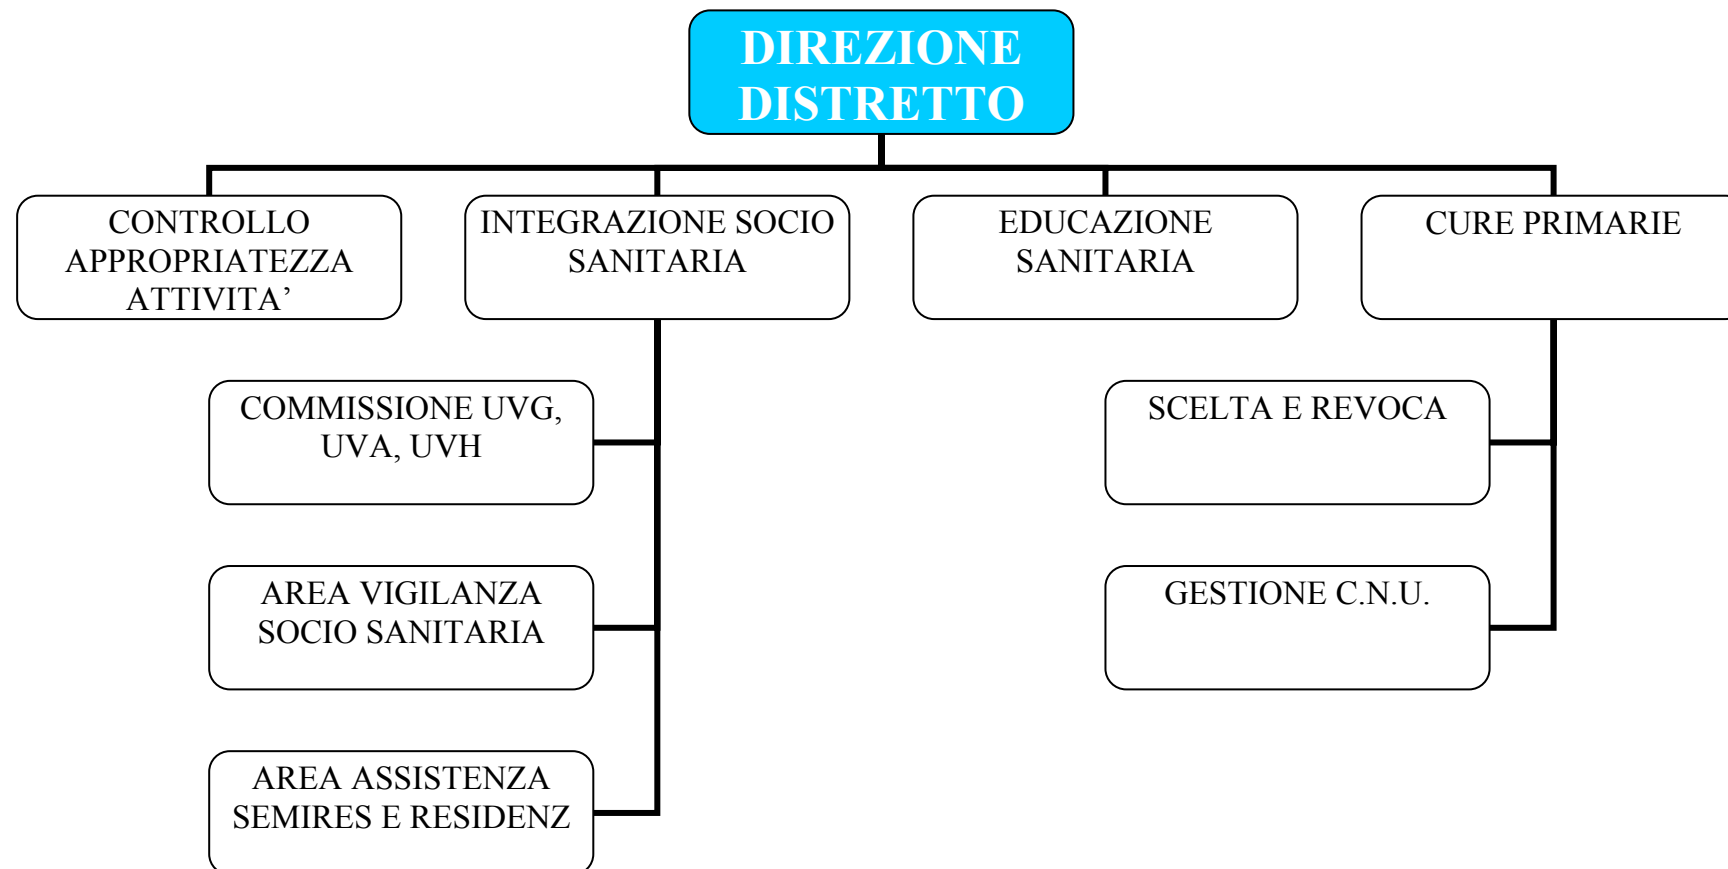 DIREZIONE
DISTRETTO
CONTROLLO
APPROPRIATEZZA
ATTIVITA’
INTEGRAZIONE SOCIO
SANITARIA
EDUCAZIONE
SANITARIA
CURE PRIMARIE
COMMISSIONE UVG,
UVA, UVH
SCELTA E REVOCA
AREA VIGILANZA
SOCIO SANITARIA
GESTIONE C.N.U.
AREA ASSISTENZA
SEMIRES E RESIDENZ